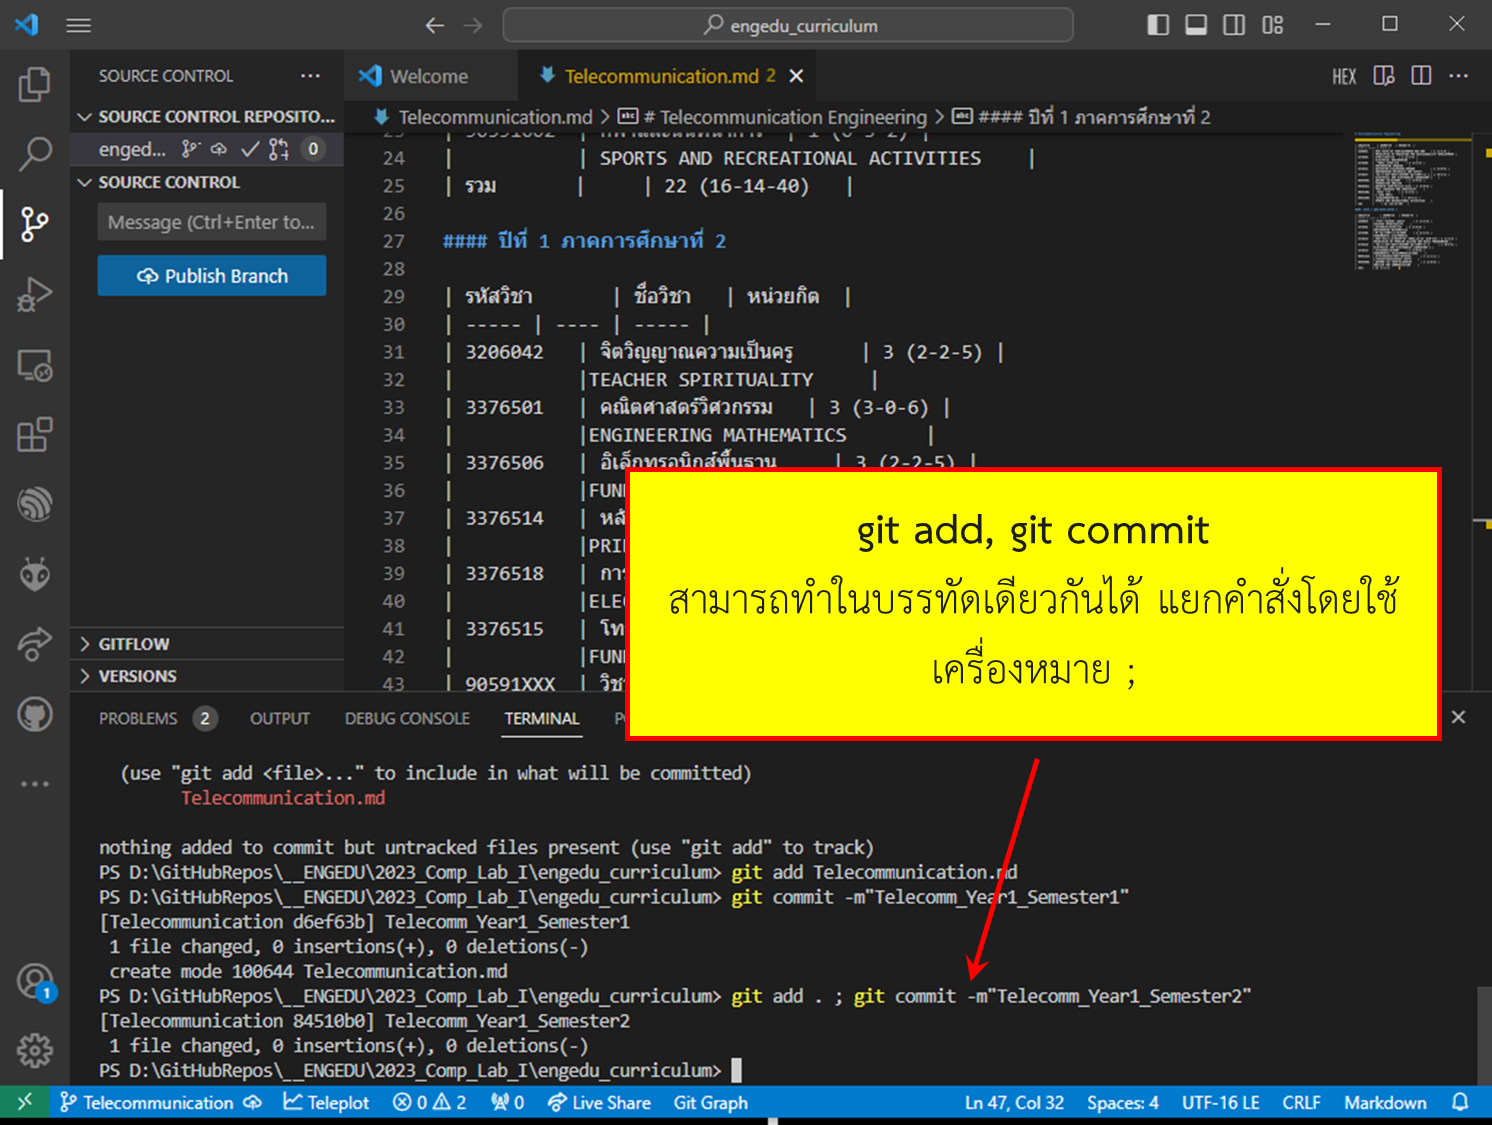 engedu_curriculum
SOURCE CONTROL ...
Welcome
Telecommunication.md 2
HEX
SOURCE CONTROL REPOSITO...
Telecommunication.md > # Telecommunication Engineering > #### ปีที่ 1 ภาคการศึกษาที่ 2
enged... 0
SOURCE CONTROL
Message (Ctrl+Enter to...
Publish Branch
24 | | SPORTS AND RECREATIONAL ACTIVITIES |
25 | รวม | | 22 (16-14-40) |
26
27 #### ปีที่ 1 ภาคการศึกษาที่ 2
28
29 | รหัสวิชา | ชื่อวิชา | หน่วยกิต |
30 | ----- | ---- | ----- |
31 | 3206042 | จิตวิญญาณความเป็นครู | 3 (2-2-5) |
32 | |TEACHER SPIRITUALITY |
33 | 3376501 | คณิตศาสตร์วิศวกรรม | 3 (3-0-6) |
34 | |ENGINEERING MATHEMATICS |
35 | 3376506 | อิเล็กทรอนิกส์พื้นฐาน | 3 (2-2-5) |
36 | |FUN
37 | 3376514 |
38 | |PRI
39 | 3376518 | การ
40 | |ELE
41 | 3376515 | โท
42 | |FUN
43 | 90591XXX | วิชา
git add, git commit
สามารถทำในบรรทัดเดียวกันได้ แยกคำสั่งโดยใช้
เครื่องหมาย ;
GITFLOW
VERSIONS
PROBLEMS 2 OUTPUT DEBUG CONSOLE TERMINAL
(use "git add <file>..." to include in what will be committed)
Telecommunication.md
nothing added to commit but untracked files present (use "git add" to track)
PS D:\GitHubRepos\__ENGEDU\2023_Comp_Lab_I\engedu_curriculum> git add Telecommunication.md
PS D:\GitHubRepos\__ENGEDU\2023_Comp_Lab_I\engedu_curriculum> git commit -m"Telecomm_Year1_Semester1"
[Telecommunication d6ef63b] Telecomm_Year1_Semester1
1 file changed, 0 insertions(+), 0 deletions(-)
create mode 100644 Telecommunication.md
PS D:\GitHubRepos\__ENGEDU\2023_Comp_Lab_I\engedu_curriculum> git add . ; git commit -m"Telecomm_Year1_Semester2"
[Telecommunication 84510b0] Telecomm_Year1_Semester2
1 file changed, 0 insertions(+), 0 deletions(-)
PS D:\GitHubRepos\__ENGEDU\2023_Comp_Lab_I\engedu_curriculum>
1
Telecommunication Teleplot 0 2 0 Live Share Git Graph Ln 47, Col 32 Spaces: 4 UTF-16 LE CRLF Markdown